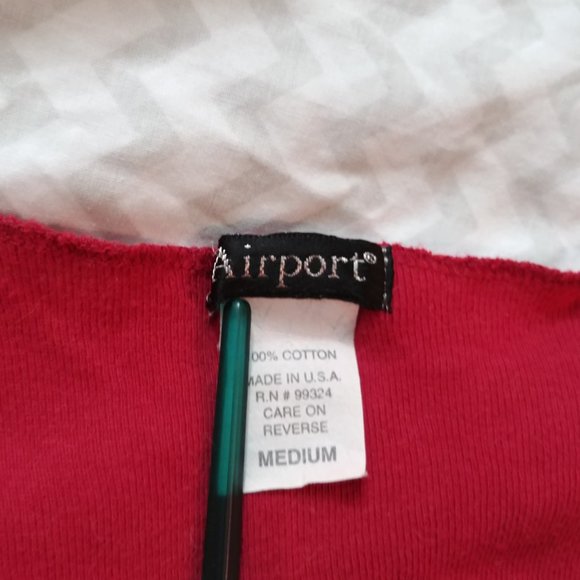 Airport®
00% COTTON
MADE IN U.S.A.
R.N # 99324
CARE ON
REVERSE
MEDIUM